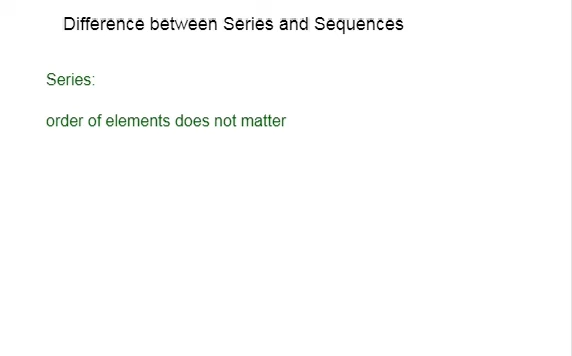 Difference between Series and Sequences
Series:
order of elements does not matter